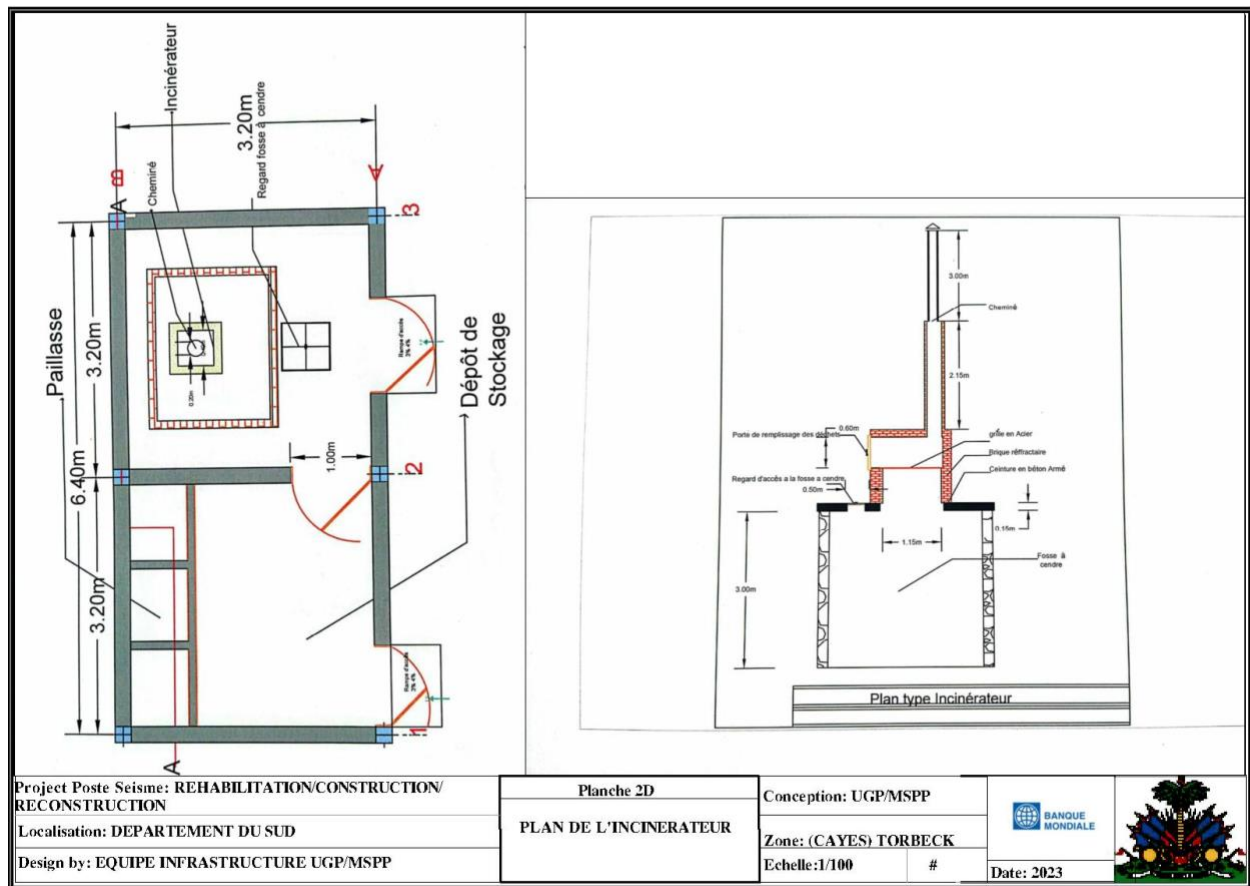 Cheminé
Incinérateur
3.20m
Regard fosse à cendre
B
A
A
3
Paillasse
3.20m
6.40m
0.20m
Rampe d'accès
3% 4%
Dépôt de
Stockage
1.00m
2
3.20m
Rampe d'accès
3% 4%
1
A
3.00m
Cheminé
2.15m
0.60m
Porte de remplissage des déchets
grille en Acier
Brique réffractaire
Regard d'accès a la fosse a cendre
Ceinture en béton Armé
0.50m
0.15m
1.15m
Fosse à
cendre
3.00m
Plan type Incinérateur
Project Poste Seisme: REHABILITATION/CONSTRUCTION/
RECONSTRUCTION
Localisation: DEPARTEMENT DU SUD
Design by: EQUIPE INFRASTRUCTURE UGP/MSPP
Planche 2D
PLAN DE L'INCINERATEUR
Conception: UGP/MSPP
Zone: (CAYES) TORBECK
Echelle:1/100
#
BANQUE
MONDIALE
Date: 2023